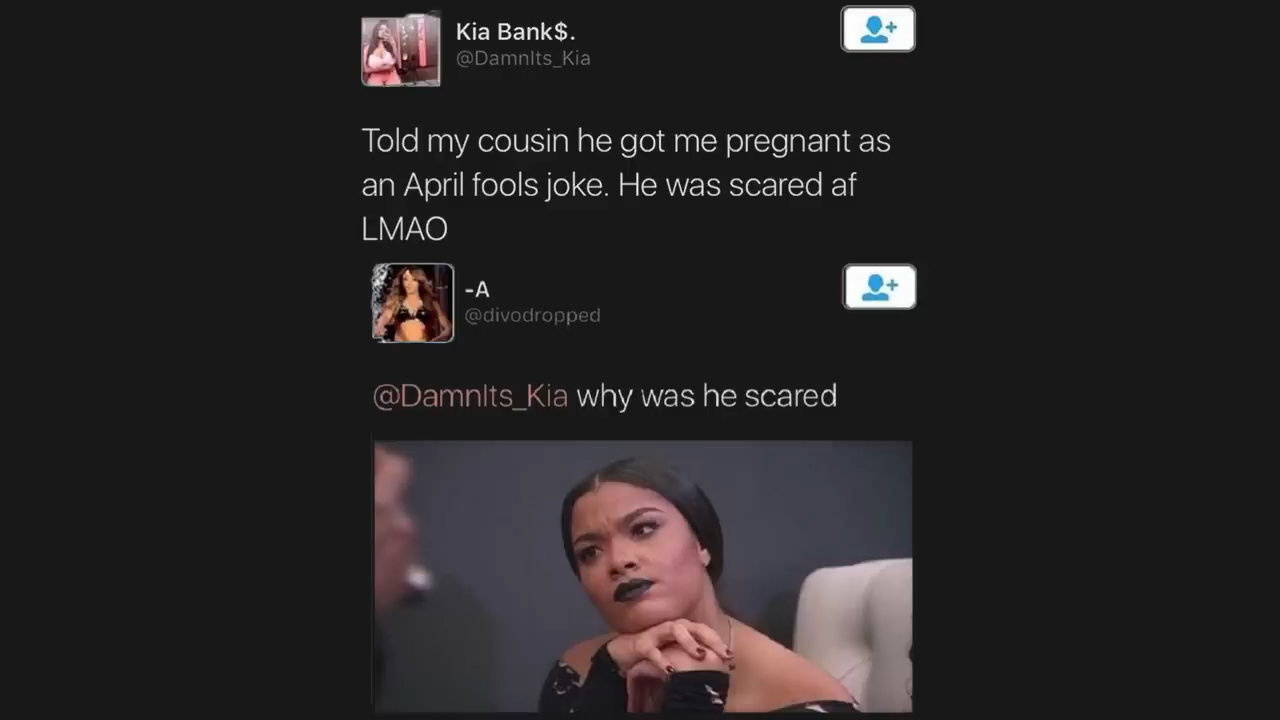 Kia Bank$.
@DamnIts_Kia
Told my cousin he got me pregnant as
an April fools joke. He was scared af
LMAO
-A
@divodropped
@DamnIts_Kia why was he scared